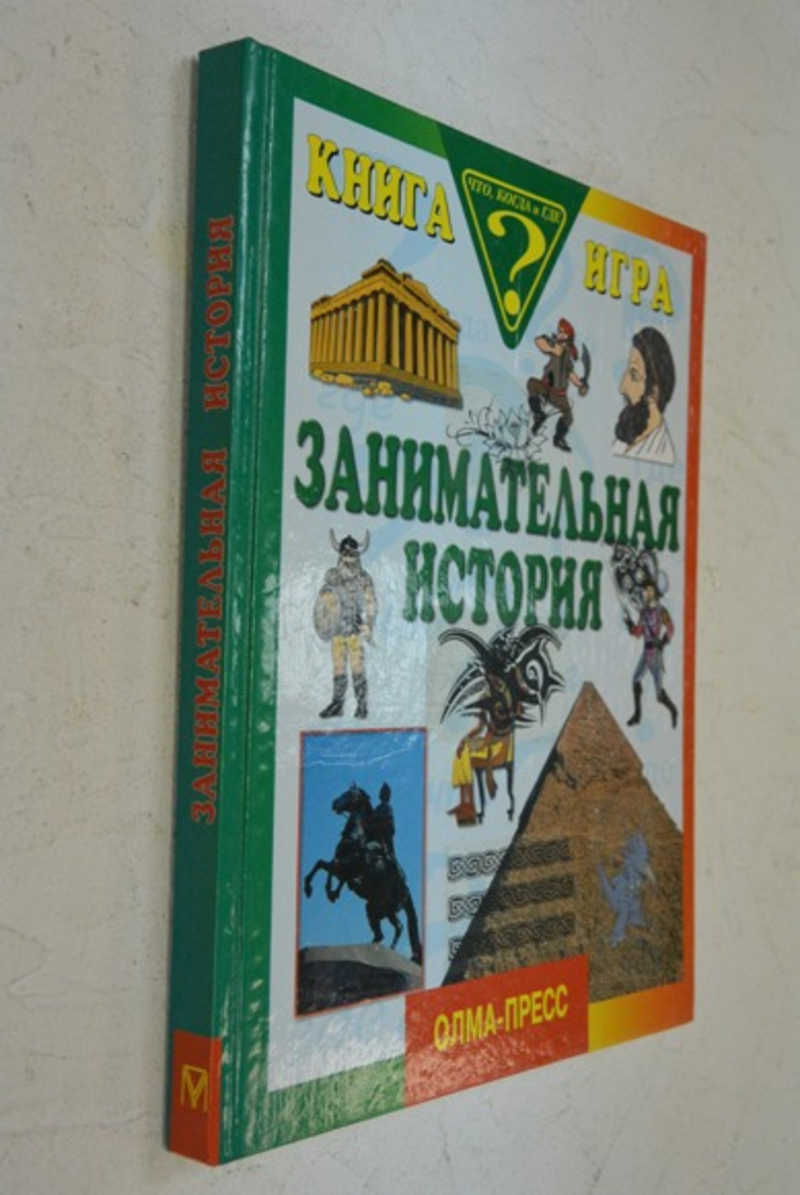 КНИГА
ЧТО, КОГДА и ГДЕ
?
ИГРА
ЗАНИМАТЕЛЬНАЯ
ИСТОРИЯ
ОЛМА-ПРЕСС
ЗАНИМАТЕЛЬНАЯ ИСТОРИЯ